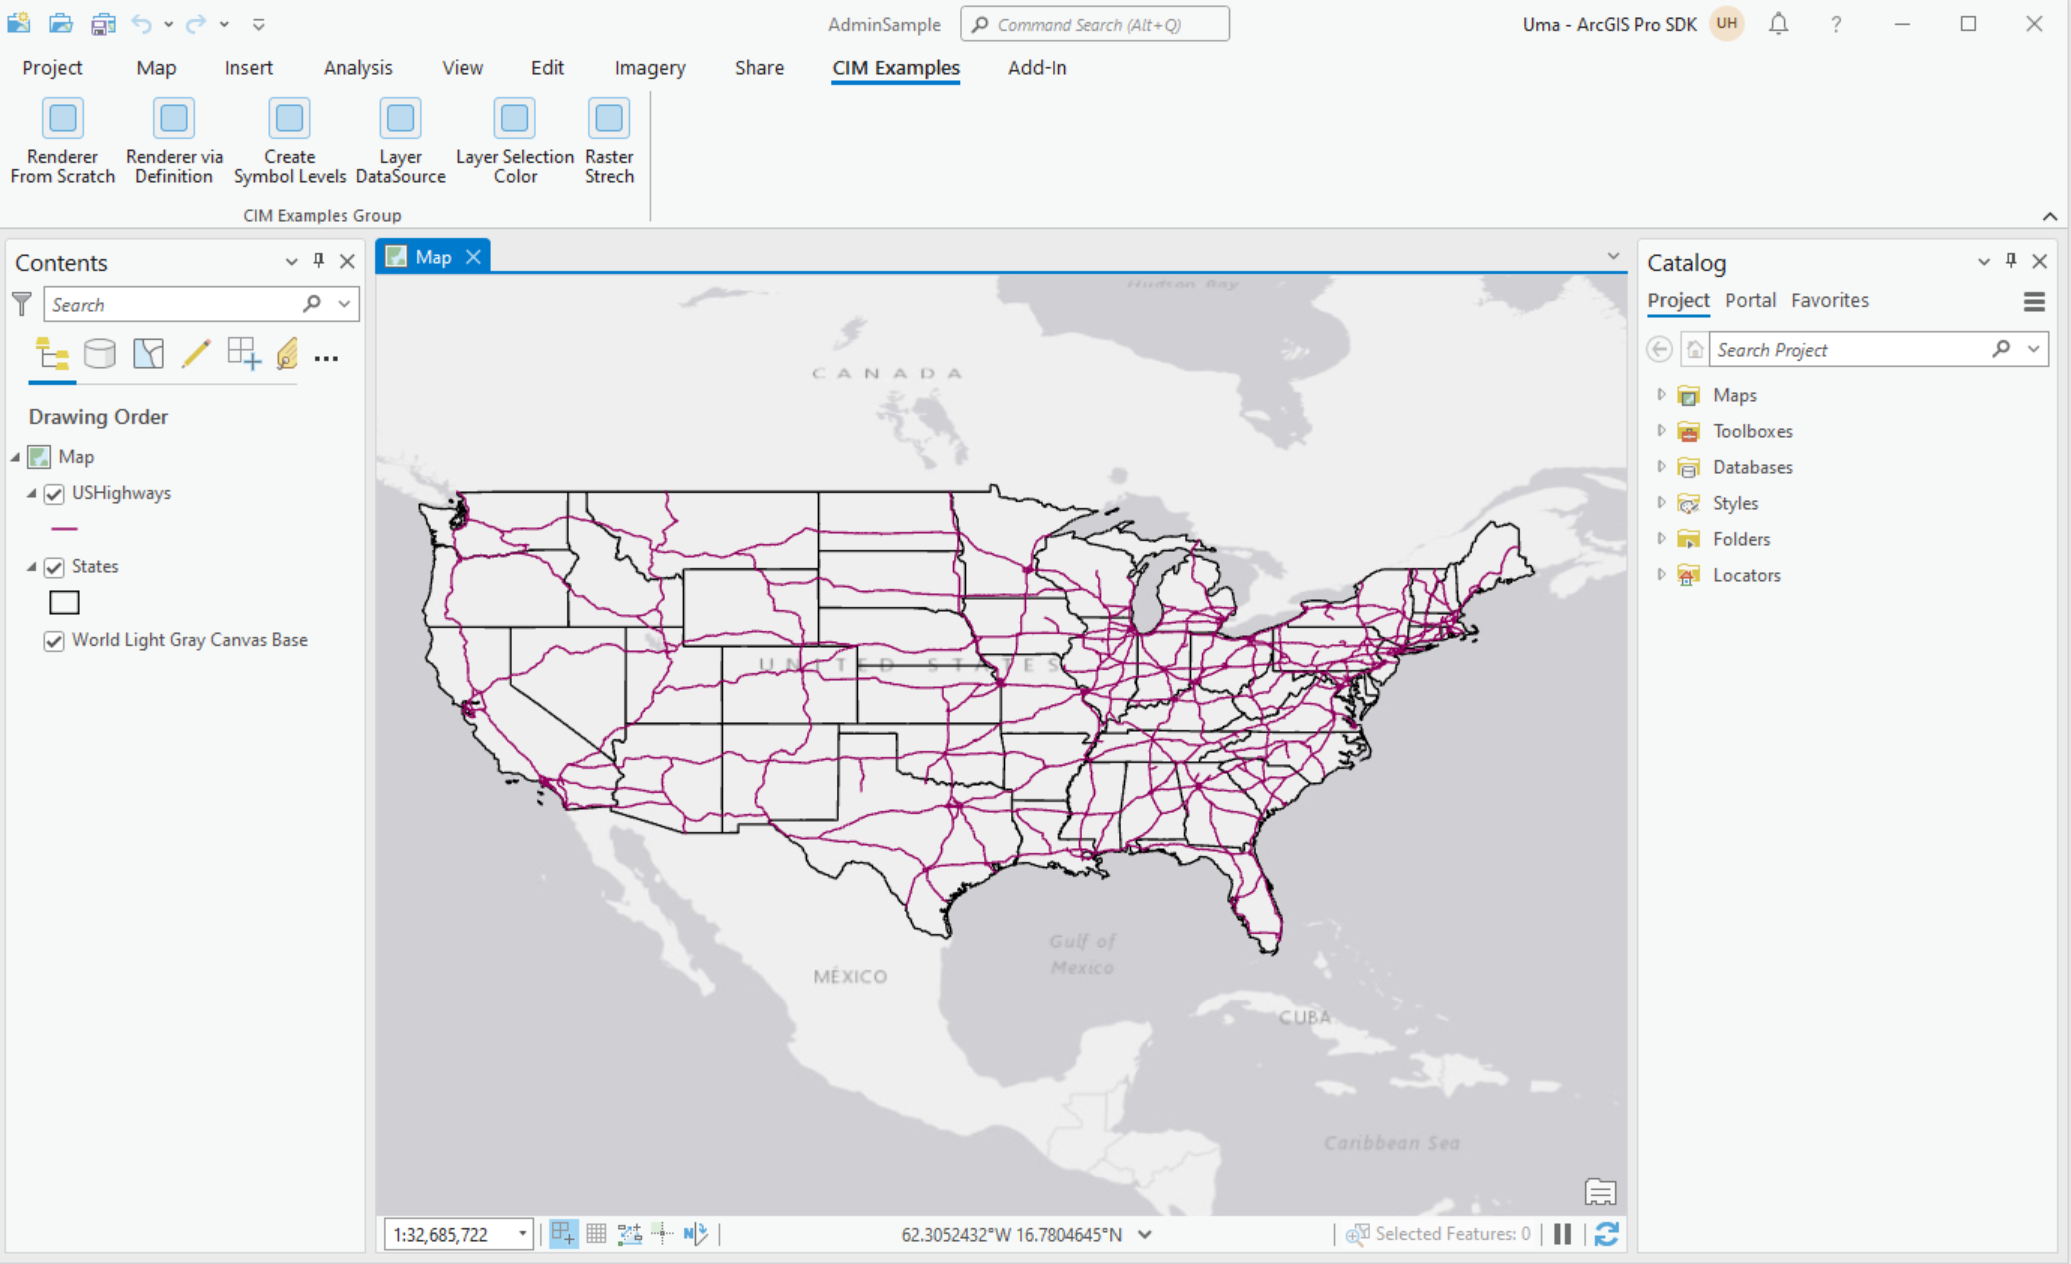 AdminSample
Command Search (Alt+Q)
Uma - ArcGIS Pro SDK
UH
?
Project Map Insert Analysis View Edit Imagery Share CIM Examples Add-In
Renderer From Scratch
Renderer via Definition
Create Symbol Levels
Layer DataSource
Layer Selection Color
Raster Strech
CIM Examples Group
Contents
Search
Drawing Order
Map
USHighways
States
World Light Gray Canvas Base
Map
Hudson Bay
CANADA
UNITED STATES
Gulf of
Mexico
MÉXICO
CUBA
Caribbean Sea
1:32,685,722
N
62.3052432°W 16.7804645°N
Selected Features: 0
Catalog
Project Portal Favorites
Search Project
Maps
Toolboxes
Databases
Styles
Folders
Locators